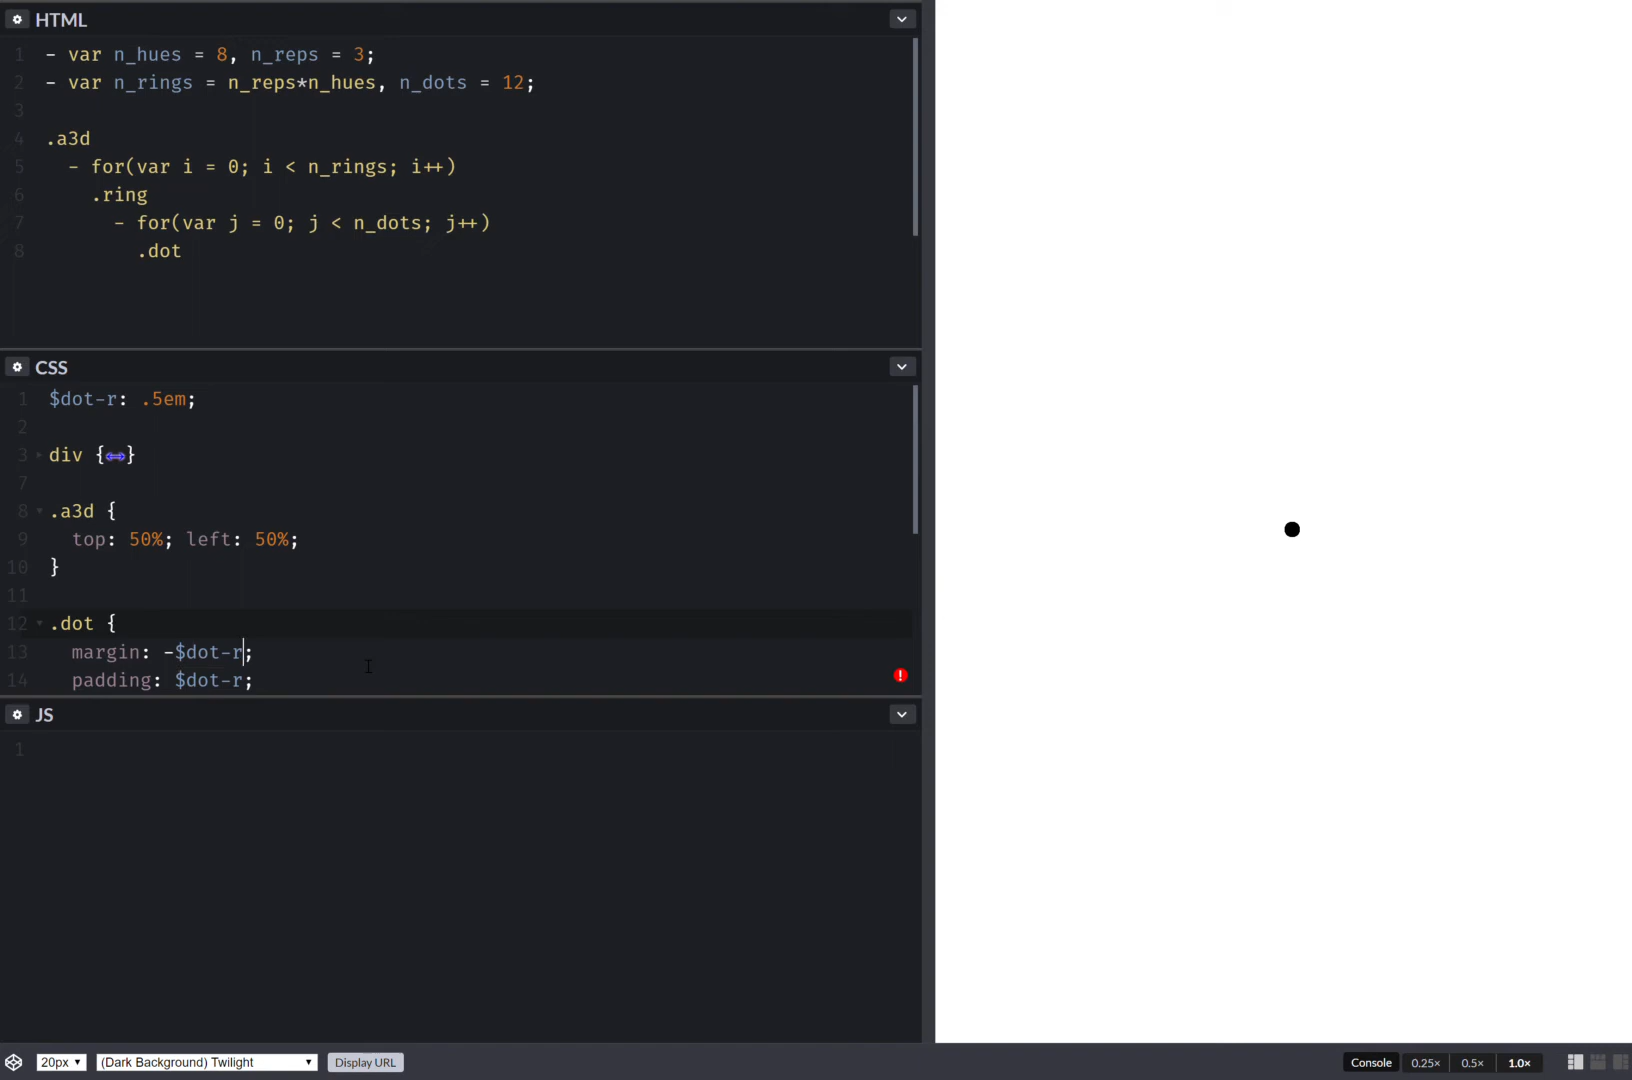 HTML
1 - var n_hues = 8, n_reps = 3;
2 - var n_rings = n_reps*n_hues, n_dots = 12;
3
4 .a3d
5 - for(var i = 0; i < n_rings; i++)
6 .ring
7 - for(var j = 0; j < n_dots; j++)
8 .dot
CSS
1 $dot-r: .5em;
2
3 div {↔}
7
8 .a3d {
9 top: 50%; left: 50%;
10 }
11
12 .dot {
13 margin: -$dot-r;
14 padding: $dot-r;
JS
1
20px (Dark Background) Twilight Display URL Console 0.25× 0.5× 1.0×